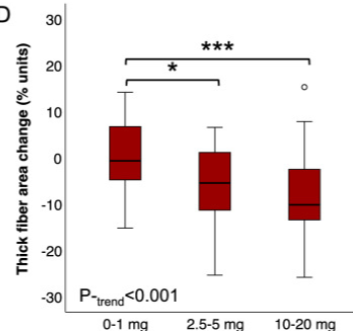 D
Thick fiber area change (% units)
30
20
10
0
-10
-20
-30
***
*
P-trend<0.001
0-1 mg 2.5-5 mg 10-20 mg